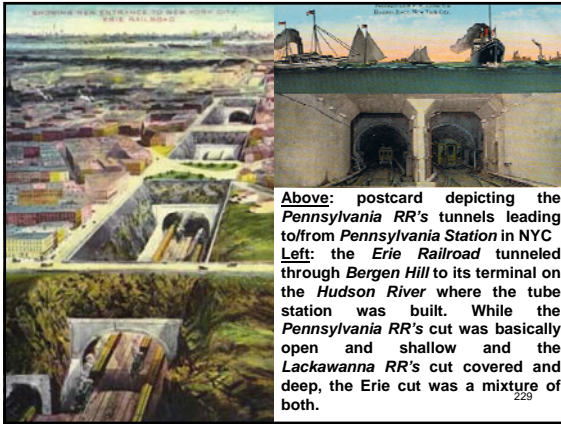 SHOWING NEW ENTRANCE TO NEW YORK CITY
ERIE RAILROAD
New York City.
Above: postcard depicting the
Pennsylvania RR's tunnels leading
to/from Pennsylvania Station in NYC
Left: the Erie Railroad tunneled
through Bergen Hill to its terminal on
the Hudson River where the tube
station was built. While the
Pennsylvania RR's cut was basically
open and shallow and the
Lackawanna RR's cut covered and
deep, the Erie cut was a mixture of
both.
229